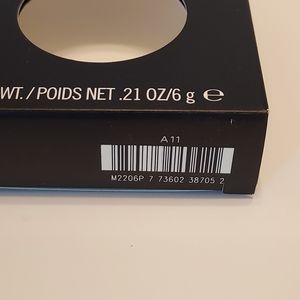 WT./POIDS NET .21 OZ/6 g ℮
A11
M2206P 7 73602 38705 2